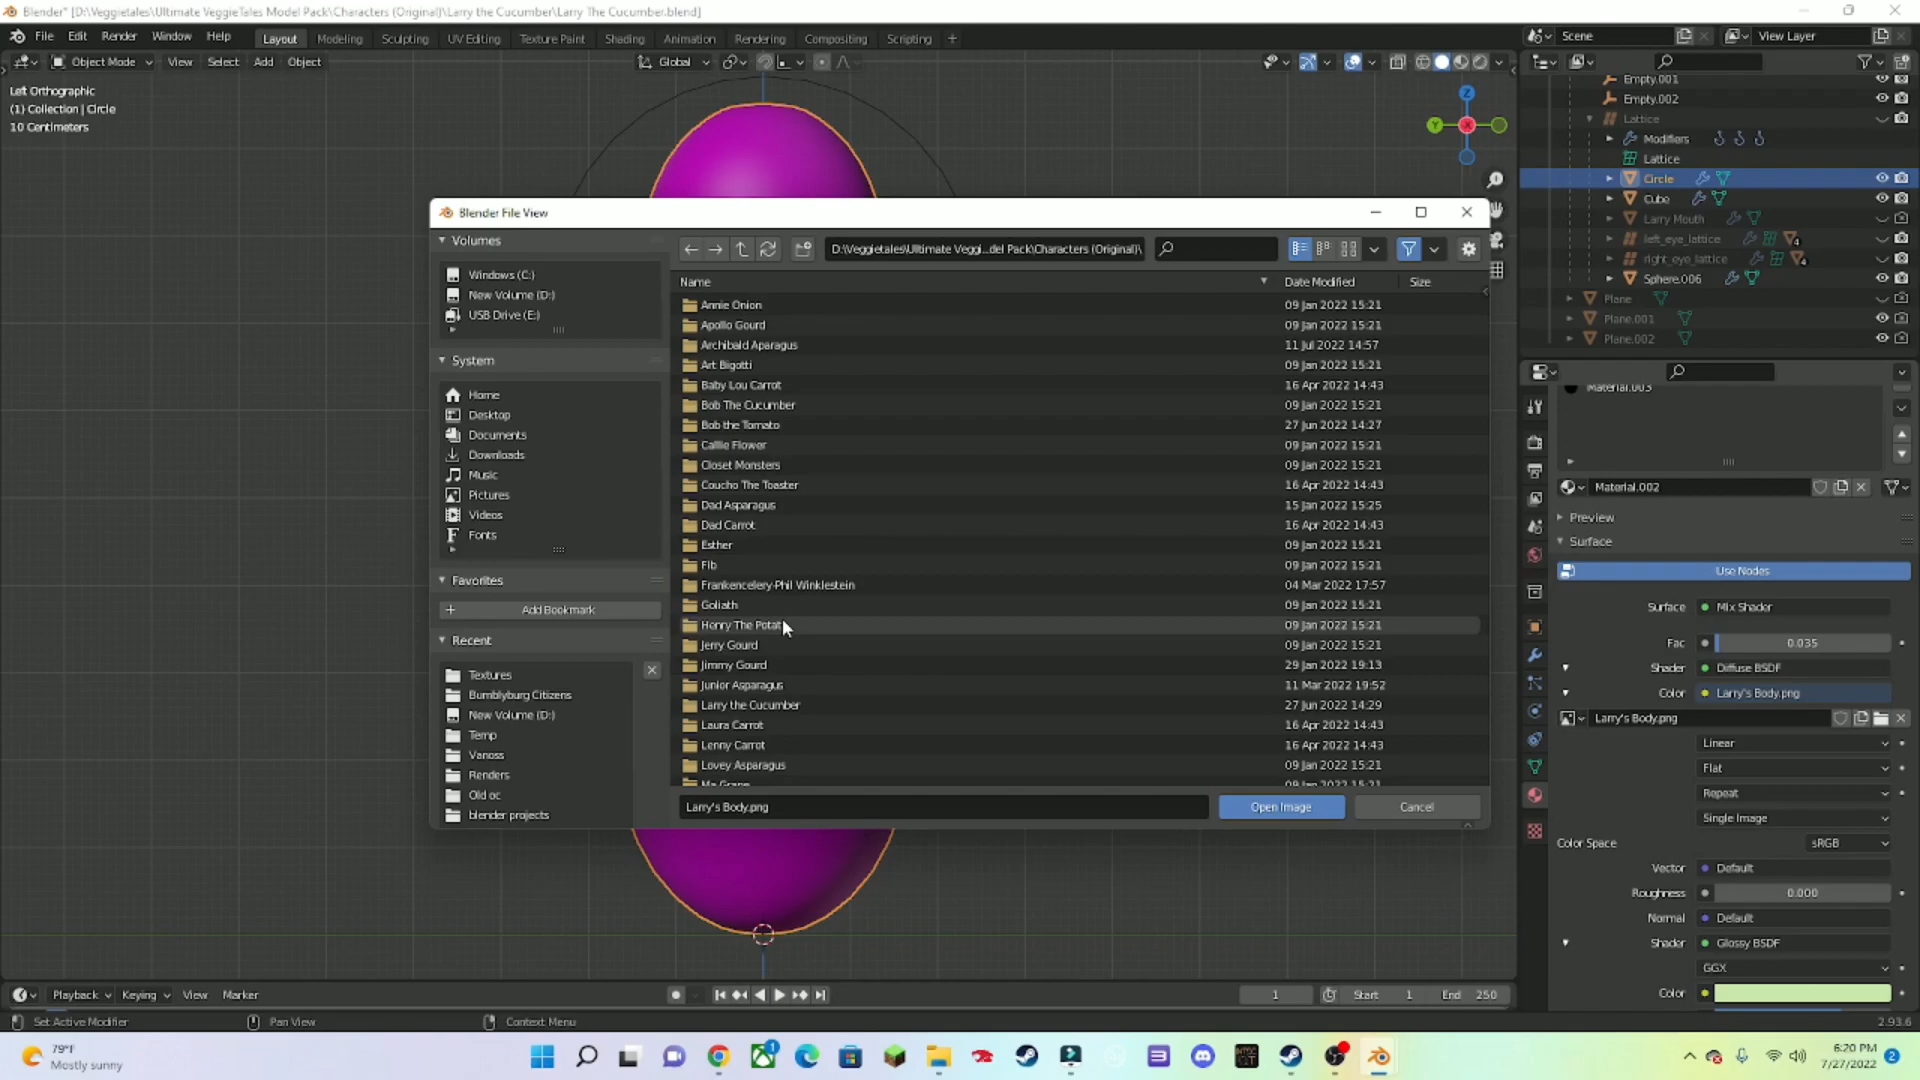 Blender* [D:\Veggietales\Ultimate VeggieTales Model Pack\Characters (Original)\Larry the Cucumber\Larry The Cucumber.blend]
File Edit Render Window Help
Layout Modeling Sculpting UV Editing Texture Paint Shading Animation Rendering Compositing Scripting +
Scene View Layer
Object Mode View Select Add Object
Global
Left Orthographic
(1) Collection | Circle
10 Centimeters
Z
Y
X
Empty.001
Empty.002
Lattice
Modifiers
Lattice
Circle
Cube
Larry Mouth
left_eye_lattice 4
right_eye_lattice 4
Sphere.006
Plane
Plane.001
Plane.002
Blender File View
Volumes
Windows (C:)
New Volume (D:)
USB Drive (E:)
System
Home
Desktop
Documents
Downloads
Music
Pictures
Videos
Fonts
Favorites
Add Bookmark
Recent
Textures
Bumblyburg Citizens
New Volume (D:)
Temp
Vanoss
Renders
Old oc
blender projects
D:\Veggietales\Ultimate Veggi...del Pack\Characters (Original)\
Name Date Modified Size
Annie Onion 09 Jan 2022 15:21
Apollo Gourd 09 Jan 2022 15:21
Archibald Aparagus 11 Jul 2022 14:57
Art Bigotti 09 Jan 2022 15:21
Baby Lou Carrot 16 Apr 2022 14:43
Bob The Cucumber 09 Jan 2022 15:21
Bob the Tomato 27 Jun 2022 14:27
Callie Flower 09 Jan 2022 15:21
Closet Monsters 09 Jan 2022 15:21
Coucho The Toaster 16 Apr 2022 14:43
Dad Asparagus 15 Jan 2022 15:25
Dad Carrot 16 Apr 2022 14:43
Esther 09 Jan 2022 15:21
Fib 09 Jan 2022 15:21
Frankencelery-Phil Winklestein 04 Mar 2022 17:57
Goliath 09 Jan 2022 15:21
Henry The Potat 09 Jan 2022 15:21
Jerry Gourd 09 Jan 2022 15:21
Jimmy Gourd 29 Jan 2022 19:13
Junior Asparagus 11 Mar 2022 19:52
Larry the Cucumber 27 Jun 2022 14:29
Laura Carrot 16 Apr 2022 14:43
Lenny Carrot 16 Apr 2022 14:43
Lovey Asparagus 09 Jan 2022 15:21
Ma Grape 09 Jan 2022 15:21
Larry's Body.png Open Image Cancel
Material.003
Material.002
Preview
Surface
Use Nodes
Surface Mix Shader
Fac 0.035
Shader Diffuse BSDF
Color Larry's Body.png
Larry's Body.png
Linear
Flat
Repeat
Single Image
Color Space sRGB
Vector Default
Roughness 0.000
Normal Default
Shader Glossy BSDF
GGX
Color
Playback Keying View Marker
1 Start 1 End 250
Set Active Modifier Pan View Context Menu 2.93.6
79°F
Mostly sunny
1
6:20 PM
7/27/2022 2